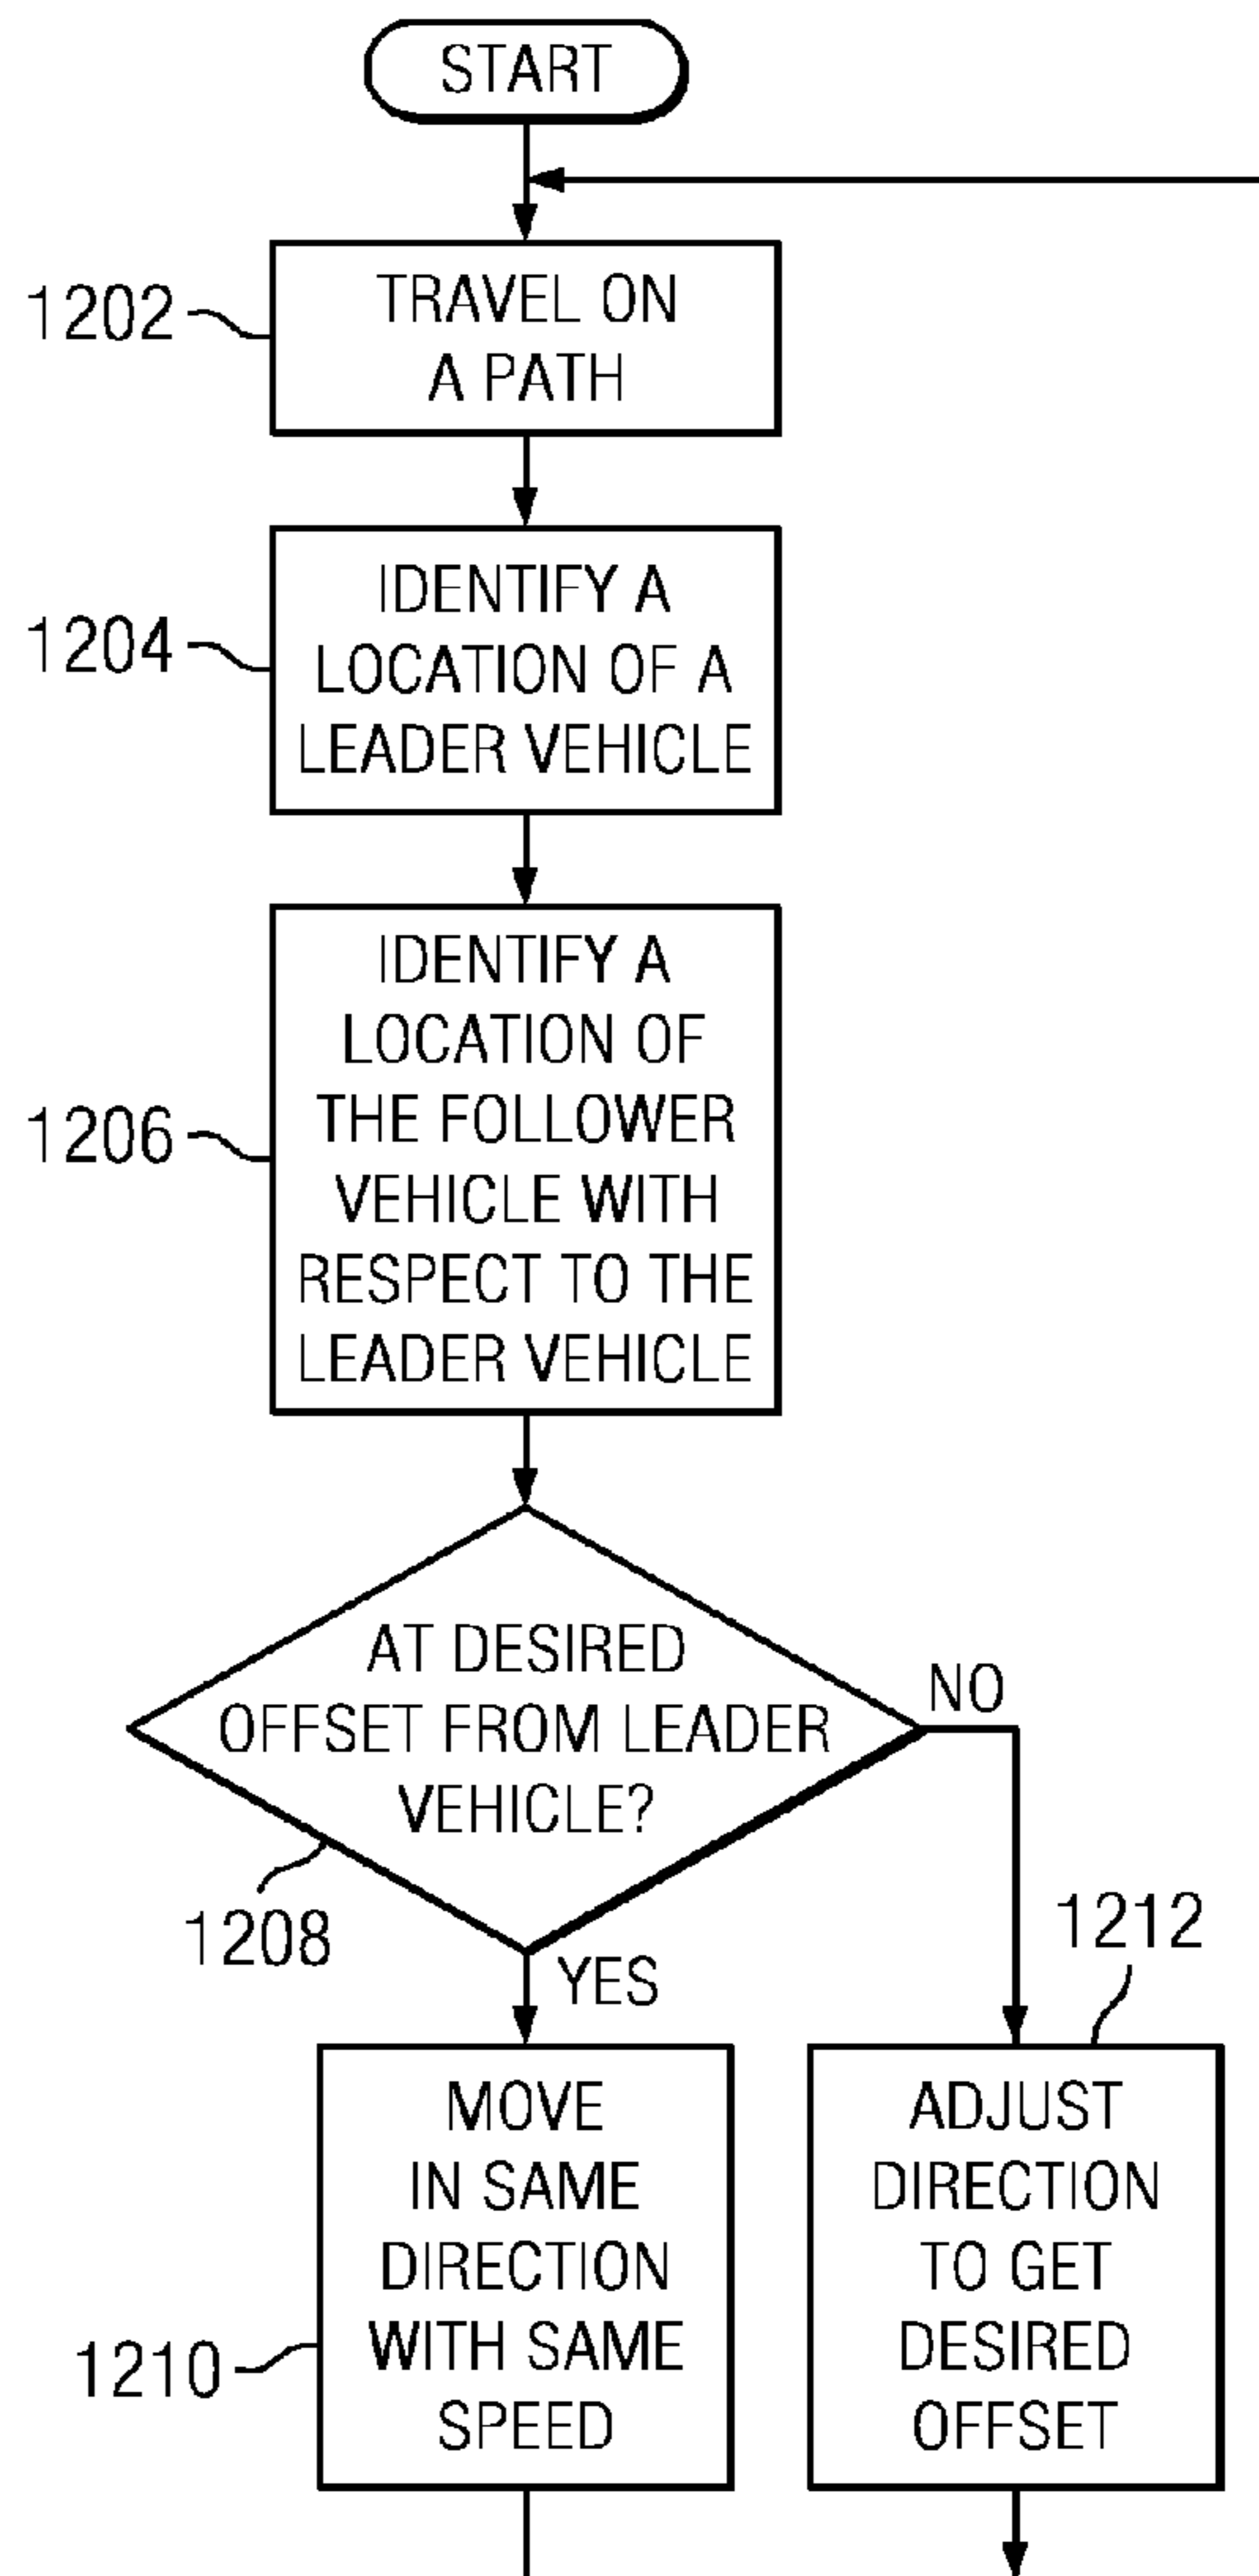 START
1202
TRAVEL ON
A PATH
1204
IDENTIFY A
LOCATION OF A
LEADER VEHICLE
1206
IDENTIFY A
LOCATION OF
THE FOLLOWER
VEHICLE WITH
RESPECT TO THE
LEADER VEHICLE
AT DESIRED
OFFSET FROM LEADER
VEHICLE?
NO
1208
YES
1212
1210
MOVE
IN SAME
DIRECTION
WITH SAME
SPEED
ADJUST
DIRECTION
TO GET
DESIRED
OFFSET